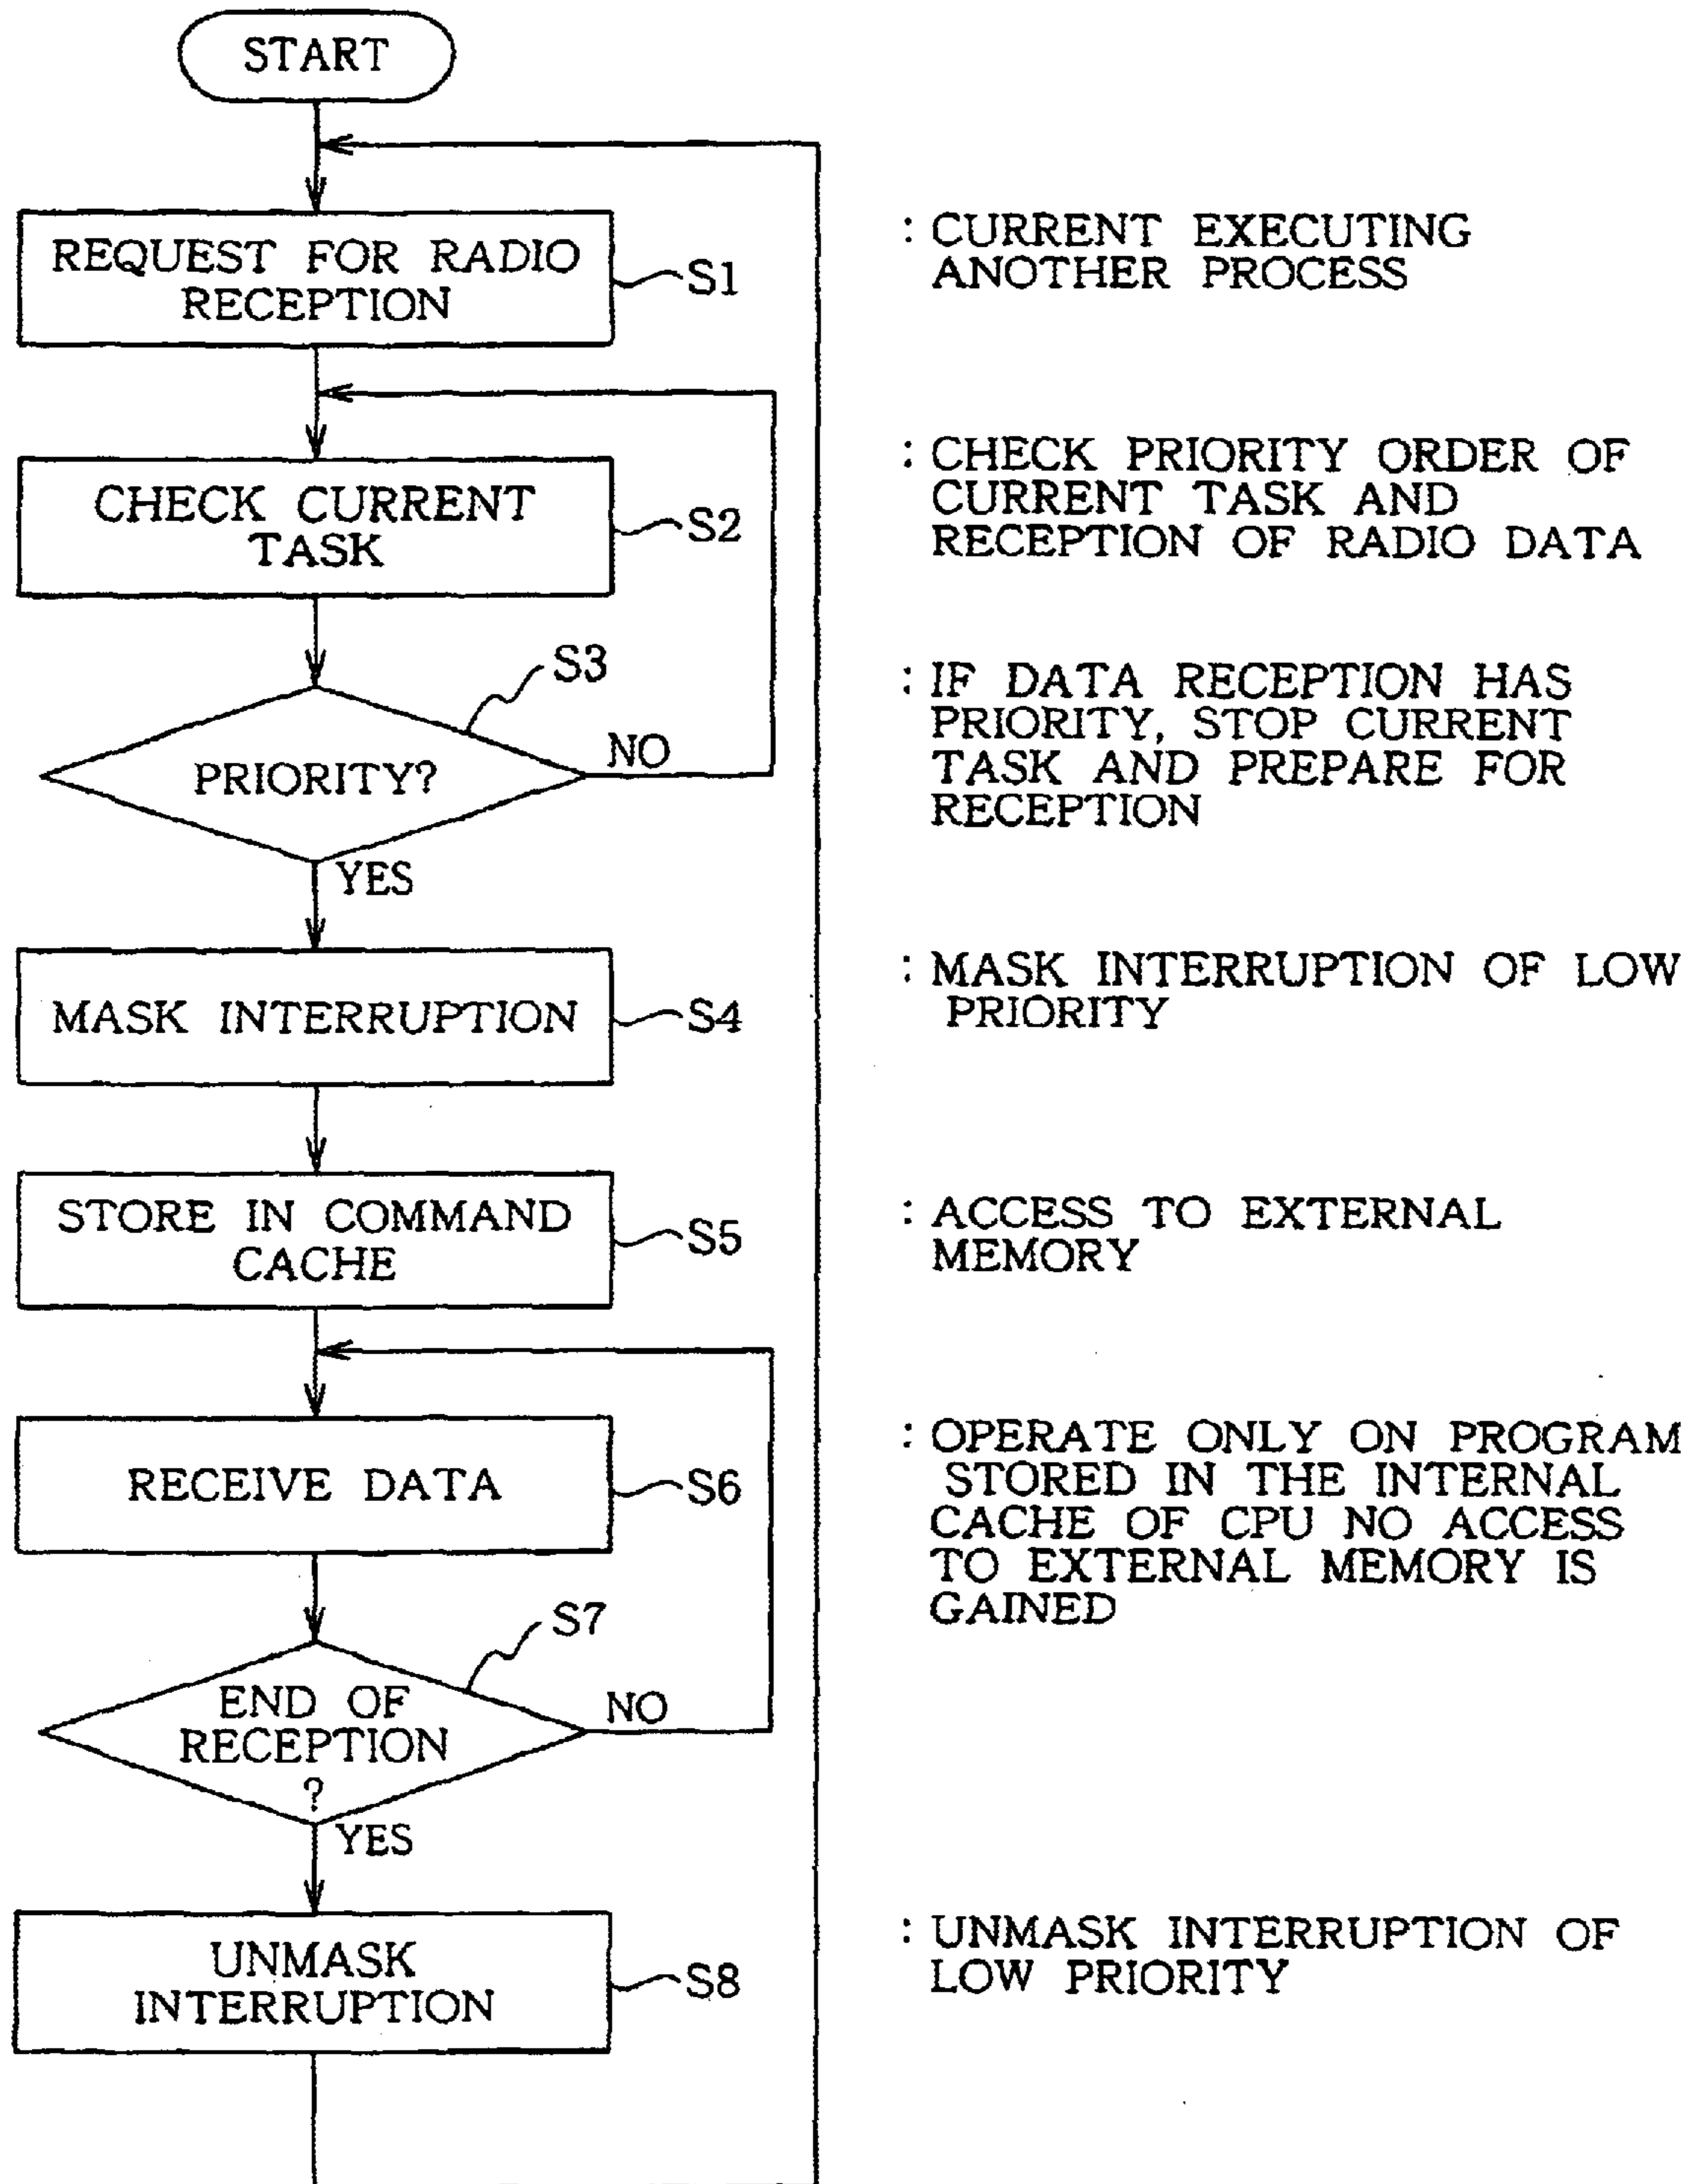 START
REQUEST FOR RADIO
RECEPTION
S1
: CURRENT EXECUTING
ANOTHER PROCESS
CHECK CURRENT
TASK
S2
: CHECK PRIORITY ORDER OF
CURRENT TASK AND
RECEPTION OF RADIO DATA
S3
PRIORITY?
NO
YES
: IF DATA RECEPTION HAS
PRIORITY, STOP CURRENT
TASK AND PREPARE FOR
RECEPTION
MASK INTERRUPTION
S4
: MASK INTERRUPTION OF LOW
PRIORITY
STORE IN COMMAND
CACHE
S5
: ACCESS TO EXTERNAL
MEMORY
RECEIVE DATA
S6
: OPERATE ONLY ON PROGRAM
STORED IN THE INTERNAL
CACHE OF CPU NO ACCESS
TO EXTERNAL MEMORY IS
GAINED
S7
END OF
RECEPTION
?
NO
YES
UNMASK
INTERRUPTION
S8
: UNMASK INTERRUPTION OF
LOW PRIORITY